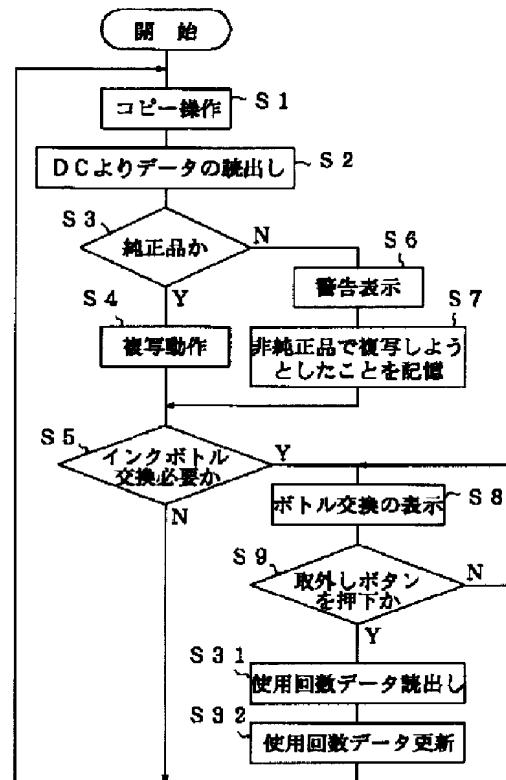 開 始
S1
コピー操作
S2
DCよりデータの読出し
S3
純正品か
N
Y
S6
警告表示
S4
複写動作
S7
非純正品で複写しよう
としたことを記憶
S5
インクボトル
交換必要か
Y
N
ボトル交換の表示
S8
S9
取外しボタン
を押下か
N
Y
S31
使用回数データ読出し
S32
使用回数データ更新